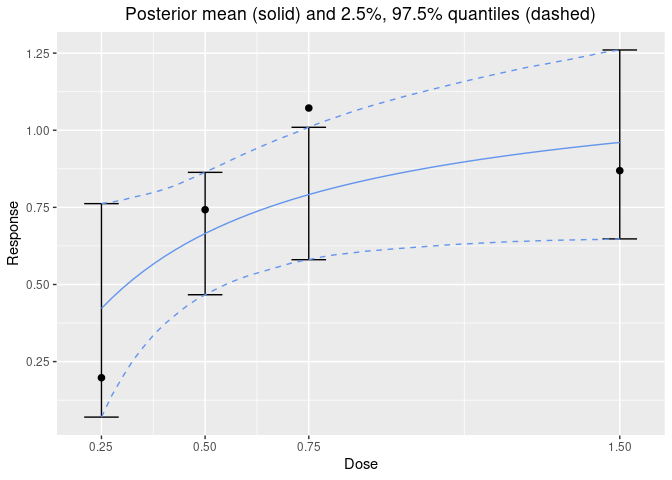 Posterior mean (solid) and 2.5%, 97.5% quantiles (dashed)
1.25
1.00
0.75
0.50
0.25
Response
0.25 0.50 0.75 1.50
Dose